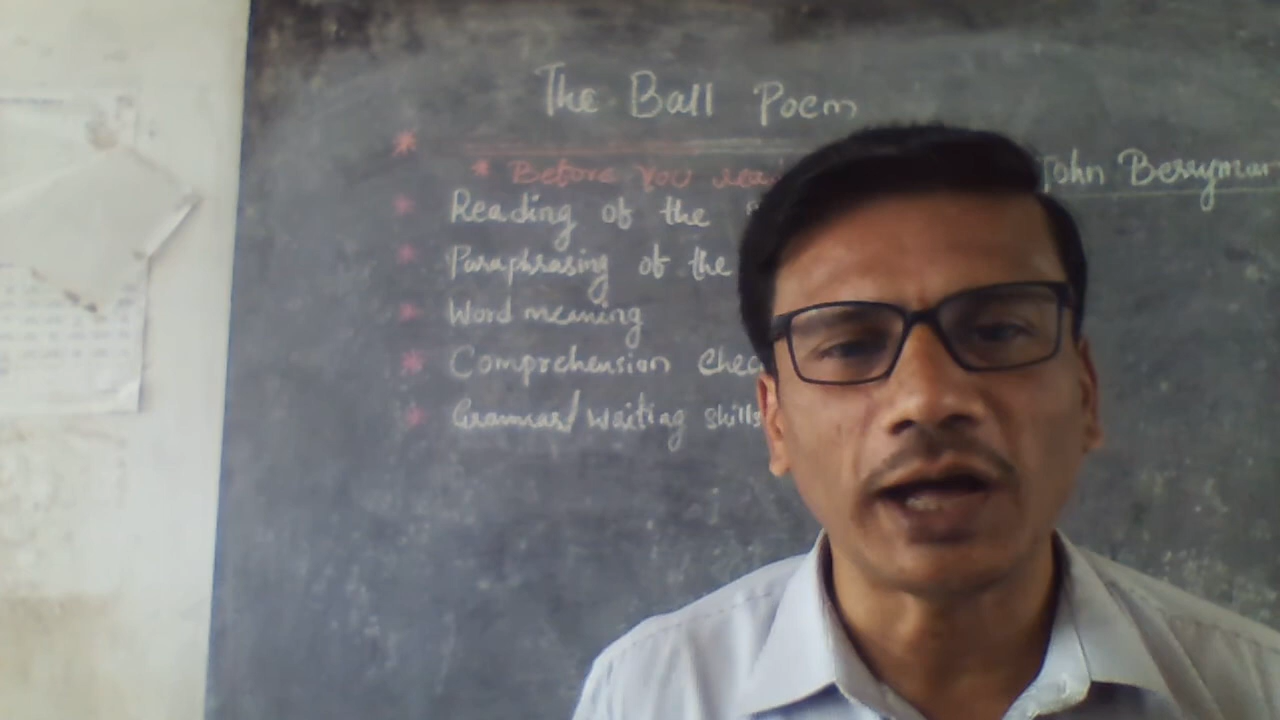 The Ball Poem
* Before You read
John Berryman
* Reading of the
* Paraphrasing of the
* Word meaning
* Comprehension Chec
* Grammar/writing skills